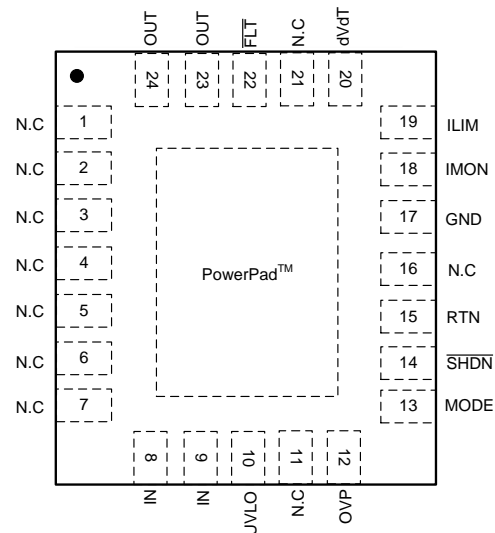 OUT OUT FLT N.C dVdT
24 23 22 21 20
N.C 1
N.C 2
N.C 3
N.C 4
N.C 5
N.C 6
N.C 7
PowerPad™
19 ILIM
18 IMON
17 GND
16 N.C
15 RTN
14 SHDN
13 MODE
8 9 10 11 12
IN IN UVLO N.C OVP